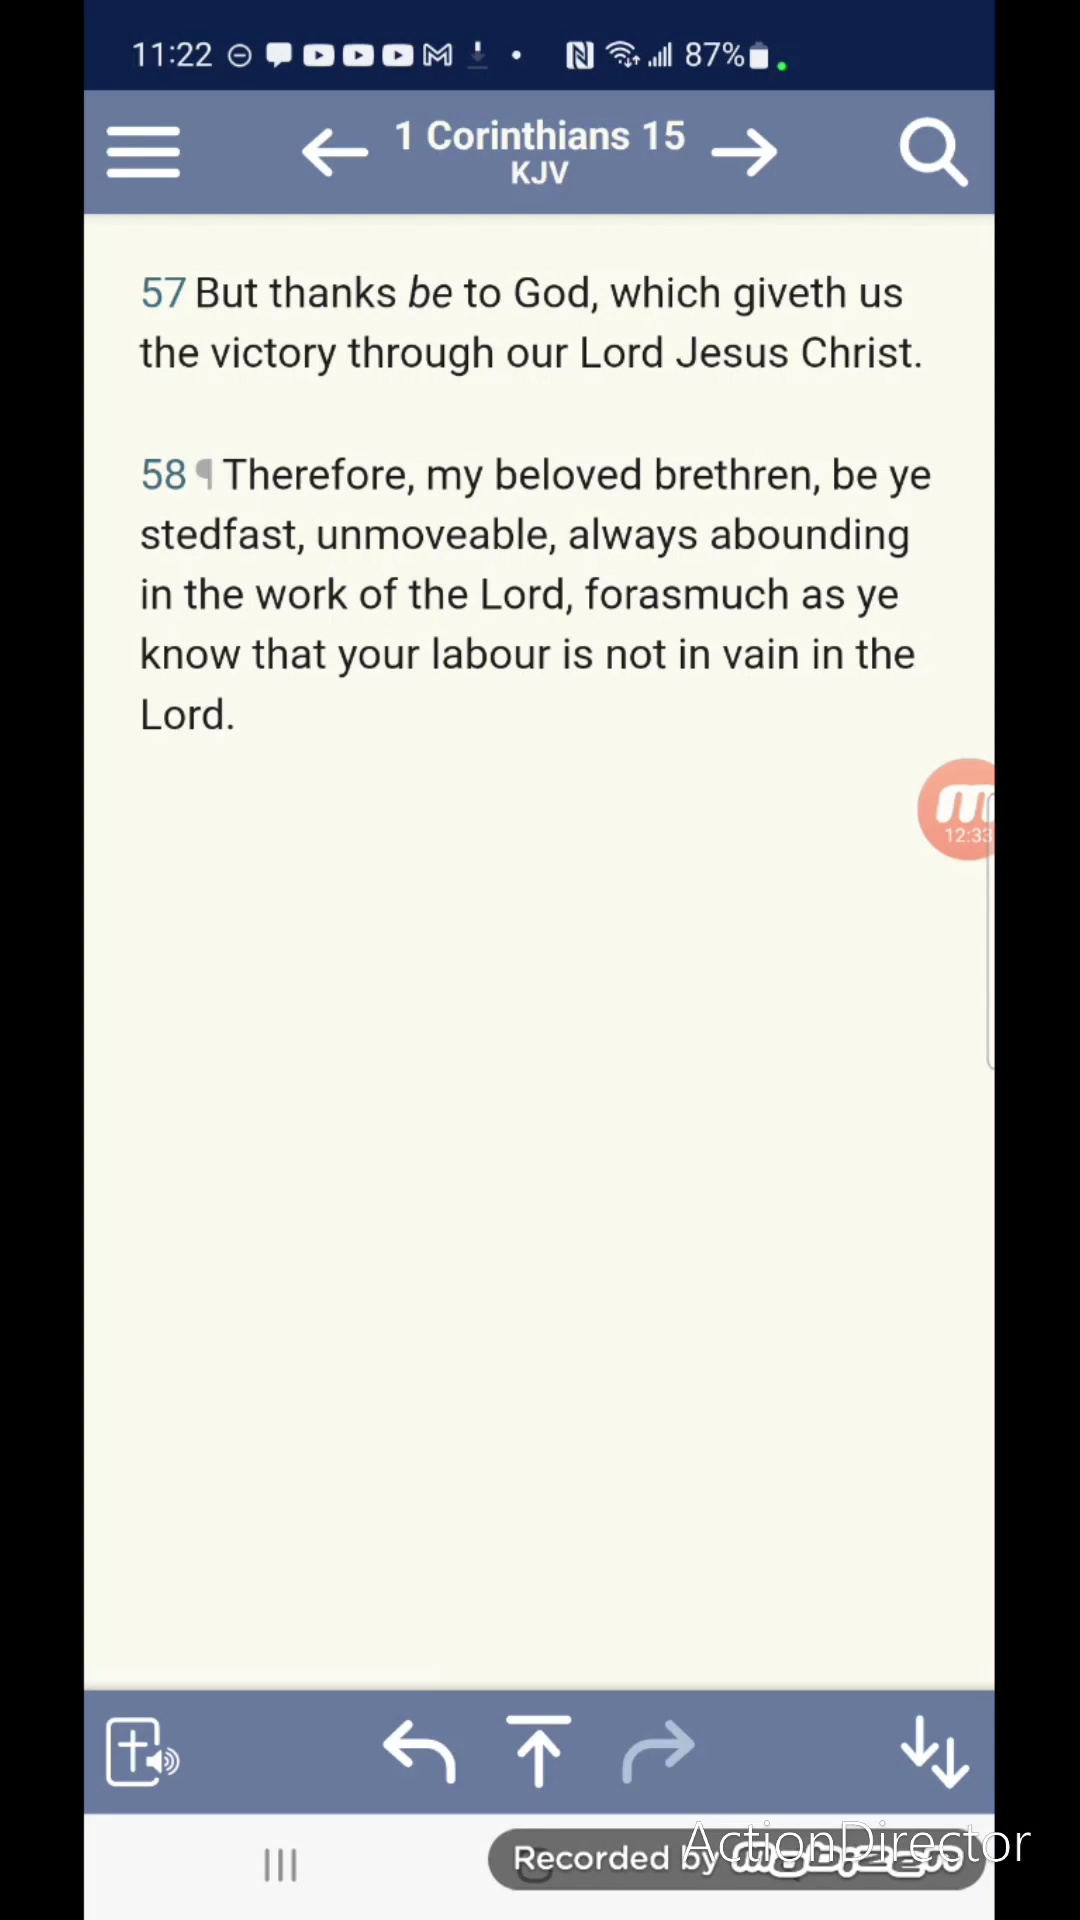 11:22 87%
1 Corinthians 15
KJV
57 But thanks be to God, which giveth us
the victory through our Lord Jesus Christ.
58 ¶ Therefore, my beloved brethren, be ye
stedfast, unmoveable, always abounding
in the work of the Lord, forasmuch as ye
know that your labour is not in vain in the
Lord.
12:33
ActionDirector
Recorded by